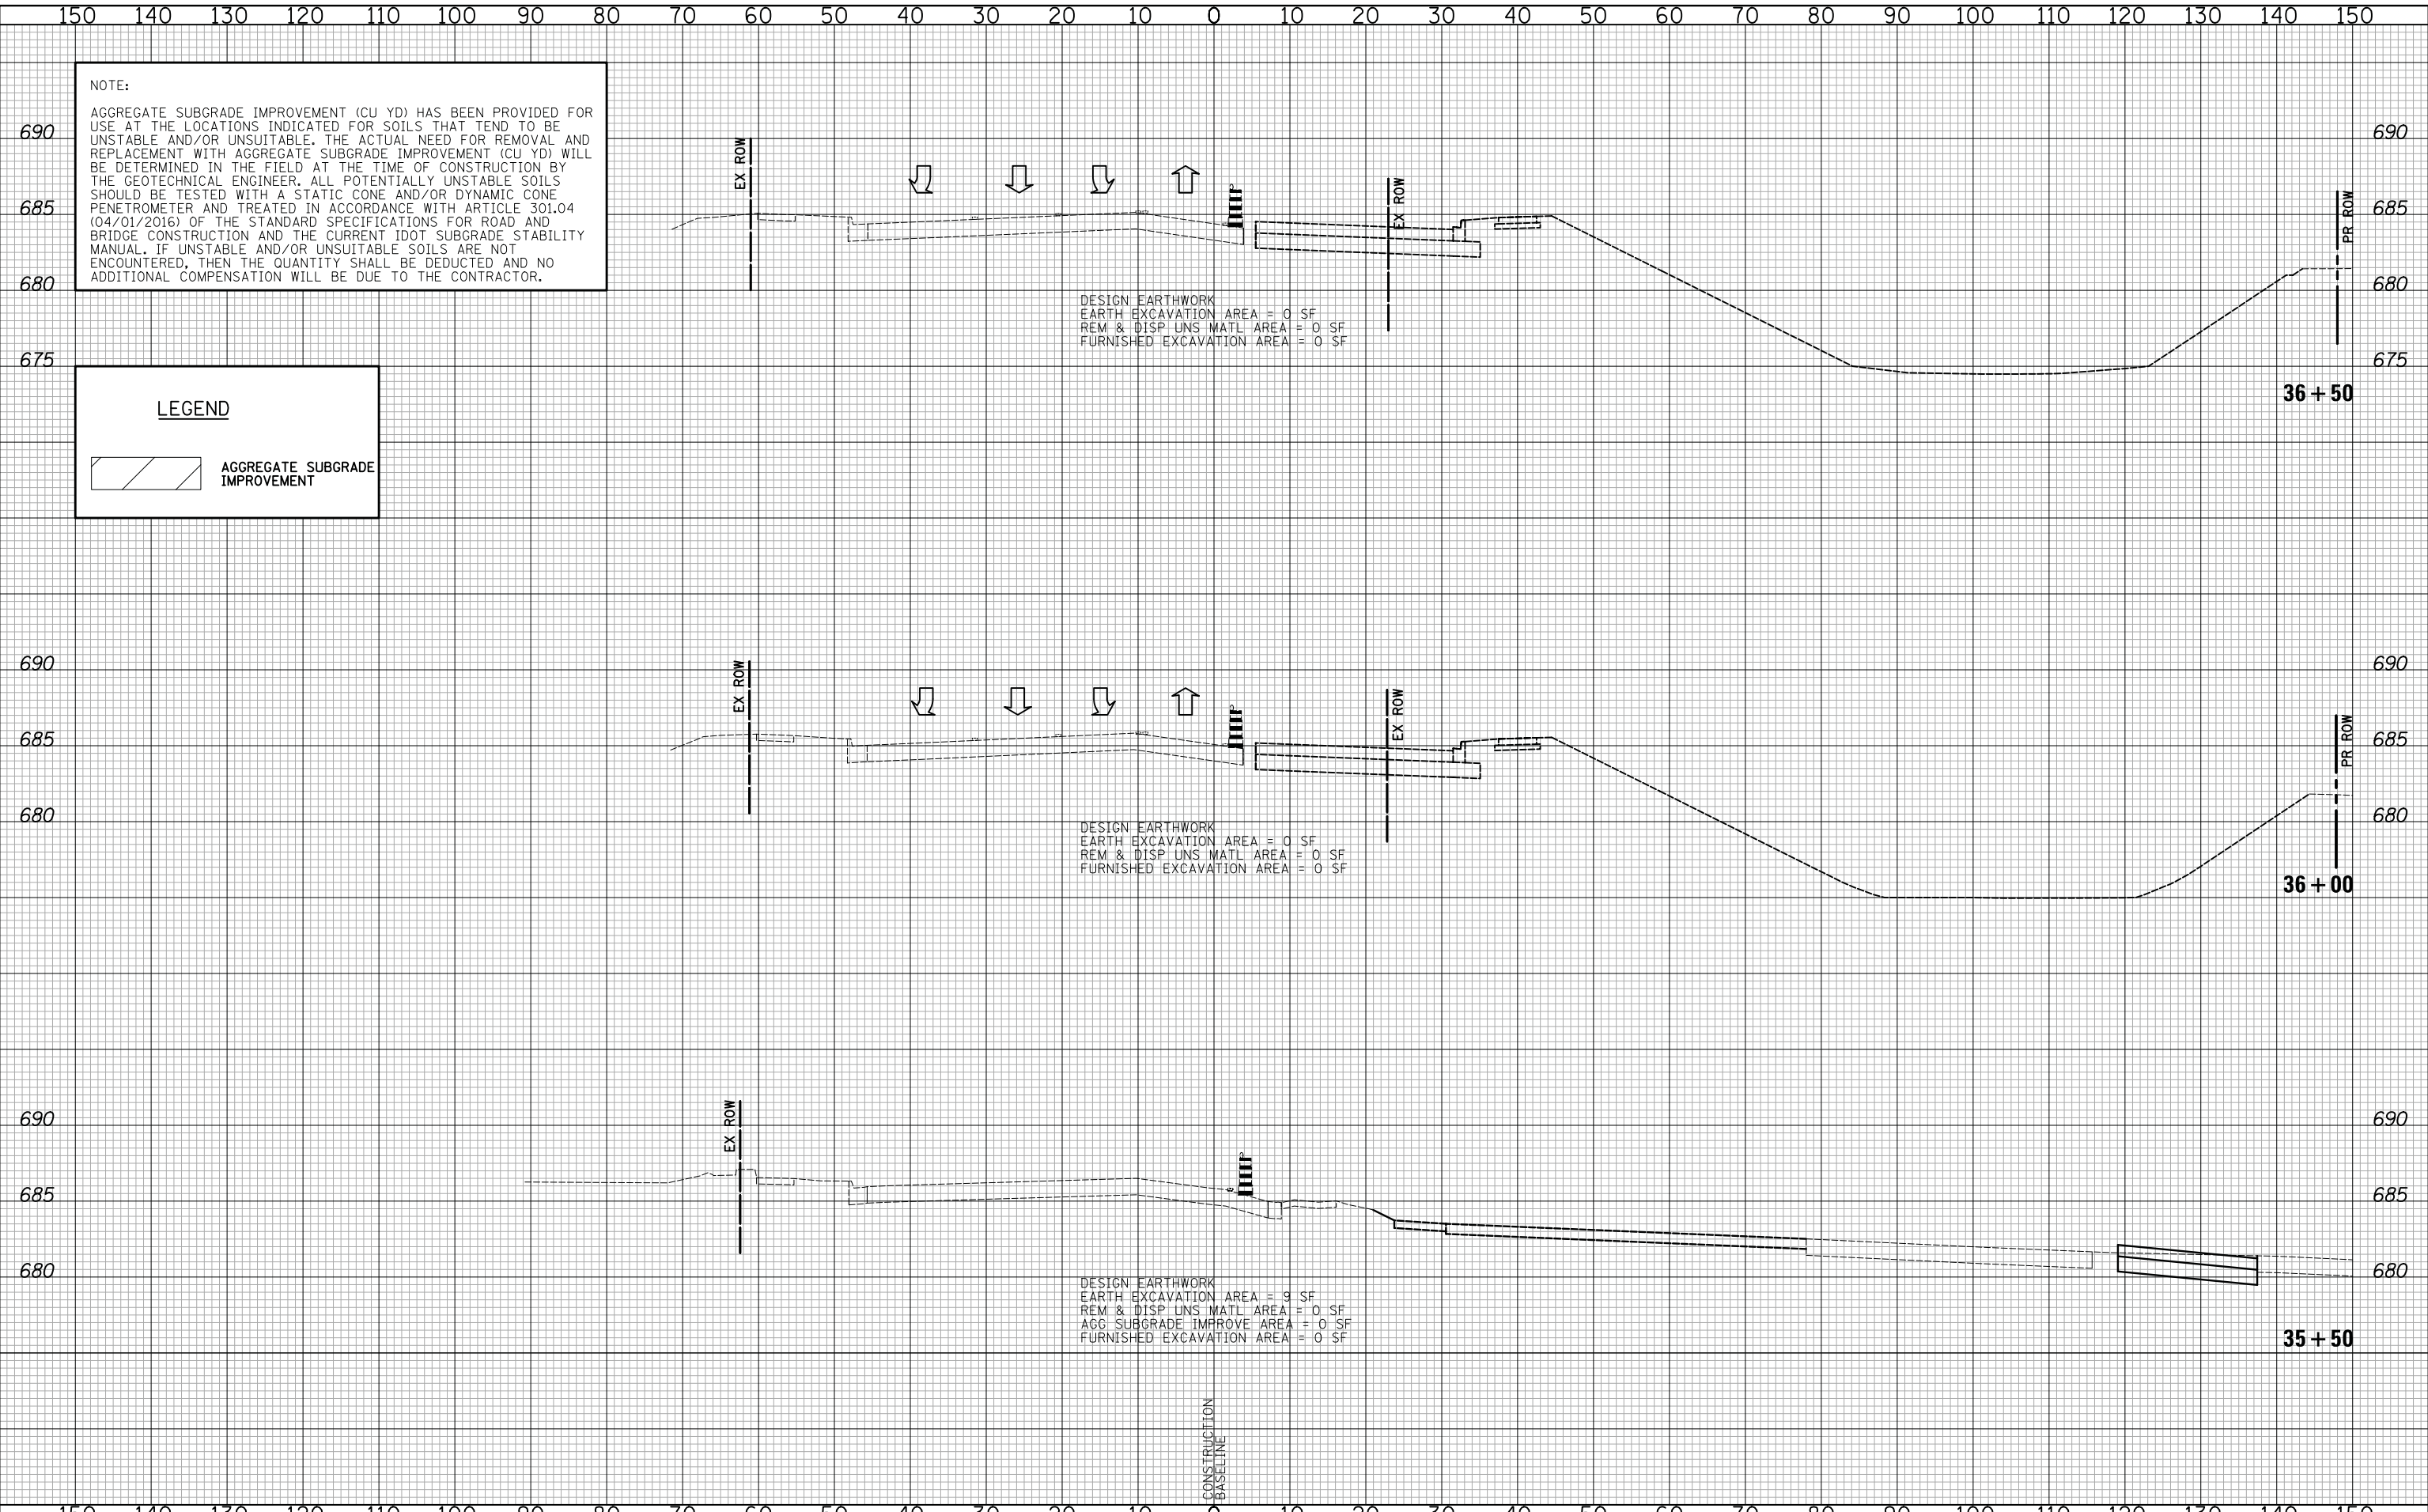 150 140 130 120 110 100 90 80 70 60 50 40 30 20 10 0 10 20 30 40 50 60 70 80 90 100 110 120 130 140 150
NOTE:
AGGREGATE SUBGRADE IMPROVEMENT (CU YD) HAS BEEN PROVIDED FOR
USE AT THE LOCATIONS INDICATED FOR SOILS THAT TEND TO BE
UNSTABLE AND/OR UNSUITABLE. THE ACTUAL NEED FOR REMOVAL AND
REPLACEMENT WITH AGGREGATE SUBGRADE IMPROVEMENT (CU YD) WILL
BE DETERMINED IN THE FIELD AT THE TIME OF CONSTRUCTION BY
THE GEOTECHNICAL ENGINEER. ALL POTENTIALLY UNSTABLE SOILS
SHOULD BE TESTED WITH A STATIC CONE AND/OR DYNAMIC CONE
PENETROMETER AND TREATED IN ACCORDANCE WITH ARTICLE 301.04
(04/01/2016) OF THE STANDARD SPECIFICATIONS FOR ROAD AND
BRIDGE CONSTRUCTION AND THE CURRENT IDOT SUBGRADE STABILITY
MANUAL. IF UNSTABLE AND/OR UNSUITABLE SOILS ARE NOT
ENCOUNTERED, THEN THE QUANTITY SHALL BE DEDUCTED AND NO
ADDITIONAL COMPENSATION WILL BE DUE TO THE CONTRACTOR.
690 690
EX ROW
EX ROW
PR ROW
685 685
680 680
DESIGN EARTHWORK
EARTH EXCAVATION AREA = 0 SF
REM & DISP UNS MATL AREA = 0 SF
FURNISHED EXCAVATION AREA = 0 SF
675 675
36+50
LEGEND
AGGREGATE SUBGRADE
IMPROVEMENT
690 690
EX ROW
EX ROW
PR ROW
685 685
680 680
DESIGN EARTHWORK
EARTH EXCAVATION AREA = 0 SF
REM & DISP UNS MATL AREA = 0 SF
FURNISHED EXCAVATION AREA = 0 SF
36+00
690 690
EX ROW
685 685
680 680
DESIGN EARTHWORK
EARTH EXCAVATION AREA = 9 SF
REM & DISP UNS MATL AREA = 0 SF
AGG SUBGRADE IMPROVE AREA = 0 SF
FURNISHED EXCAVATION AREA = 0 SF
35+50
CONSTRUCTION
BASELINE
150 140 130 120 110 100 90 80 70 60 50 40 30 20 10 0 10 20 30 40 50 60 70 80 90 100 110 120 130 140 150